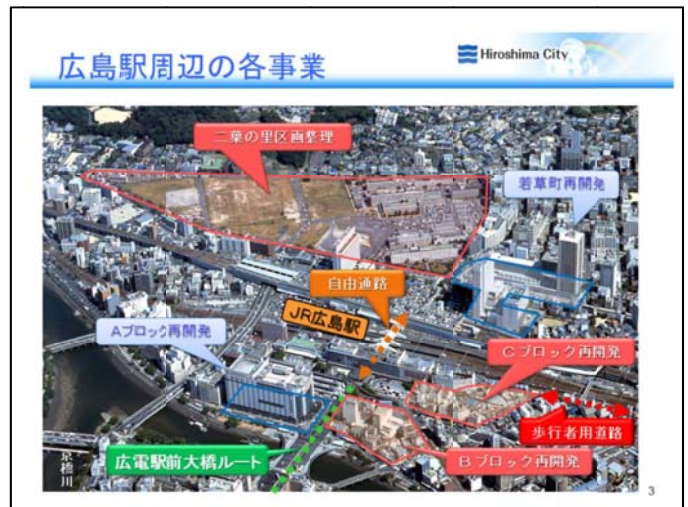 広島駅周辺の各事業
Hiroshima City
二葉の里区画整理
若草町再開発
自由通路
JR広島駅
Aブロック再開発
Cブロック再開発
歩行者用道路
広電駅前大橋ルート
Bブロック再開発
京橋川
3